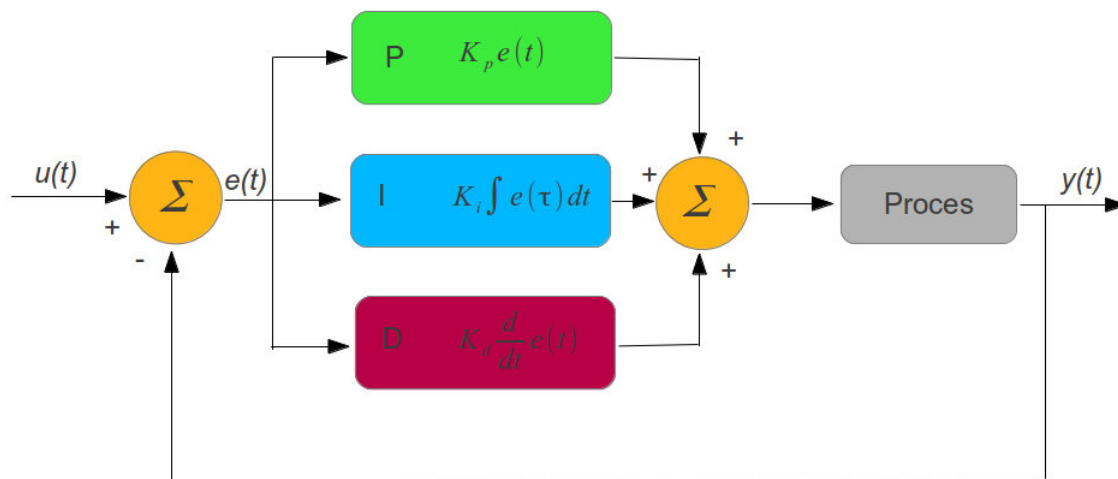 u(t)
+
-
Σ
e(t)
P K_p e(t)
I K_i ∫ e(τ) dt
D K_d d/dt e(t)
+
+
+
Σ
Proces
y(t)